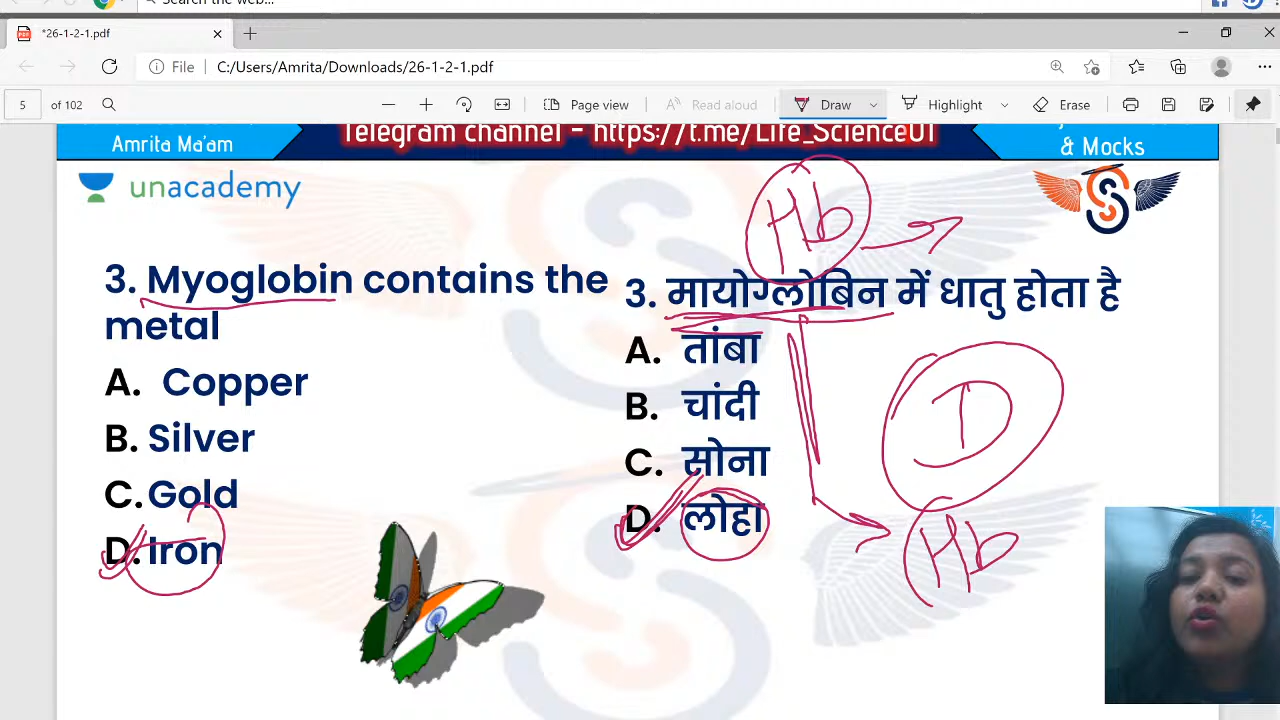 Search the web...
*26-1-2-1.pdf
File C:/Users/Amrita/Downloads/26-1-2-1.pdf
5 of 102 Page view Read aloud Draw Highlight Erase
Amrita Ma'am
Telegram channel - https://t.me/Life_Science01
& Mocks
unacademy
Hb
3. Myoglobin contains the
metal
A. Copper
B. Silver
C. Gold
D. Iron
3. मायोग्लोबिन में धातु होता है
A. तांबा
B. चांदी
C. सोना
D. लोहा
D
Hb